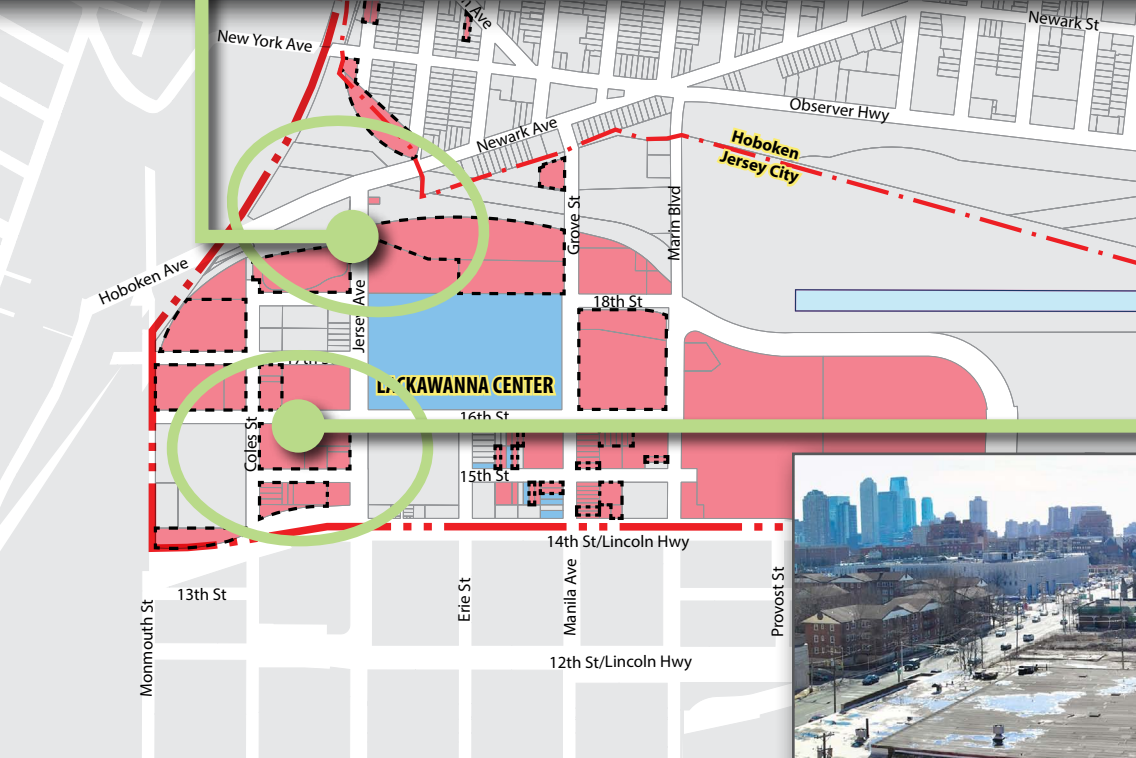 Newark St
New York Ave
Ave
Observer Hwy
Newark Ave
Hoboken
Jersey City
Grove St
Marin Blvd
Hoboken Ave
Jersey Ave
18th St
LACKAWANNA CENTER
16th St
Coles St
15th St
14th St/Lincoln Hwy
13th St
Monmouth St
Erie St
Manila Ave
Provost St
12th St/Lincoln Hwy